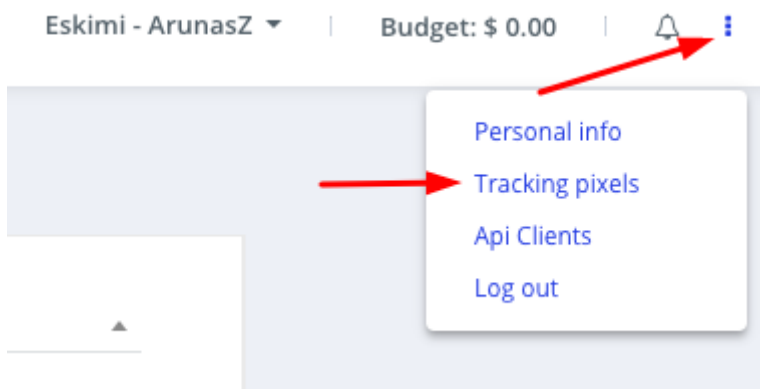 Eskimi - ArunasZ
Budget: $ 0.00
Personal info
Tracking pixels
Api Clients
Log out